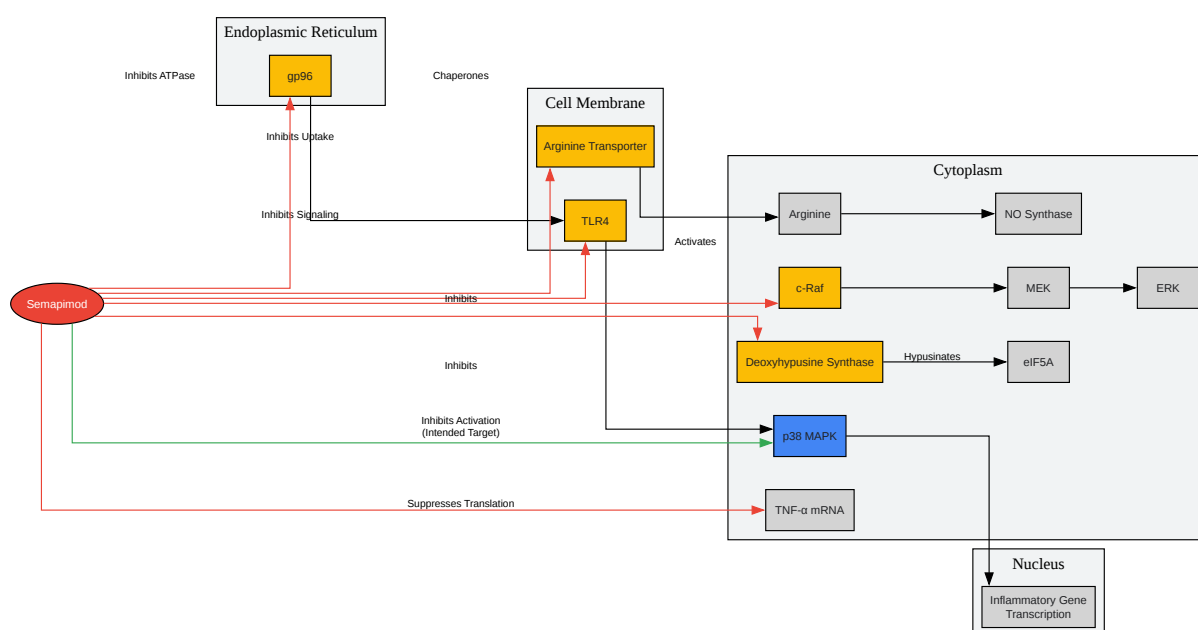 Endoplasmic Reticulum
gp96
Inhibits ATPase
Chaperones
Cell Membrane
Inhibits Uptake
Arginine Transporter
Cytoplasm
Inhibits Signaling
TLR4
Arginine
NO Synthase
Activates
Semapimod
Inhibits
c-Raf
MEK
ERK
Deoxyhypusine Synthase
Hypusinates
eIF5A
Inhibits
Inhibits Activation
(Intended Target)
p38 MAPK
Suppresses Translation
TNF-α mRNA
Nucleus
Inflammatory Gene
Transcription